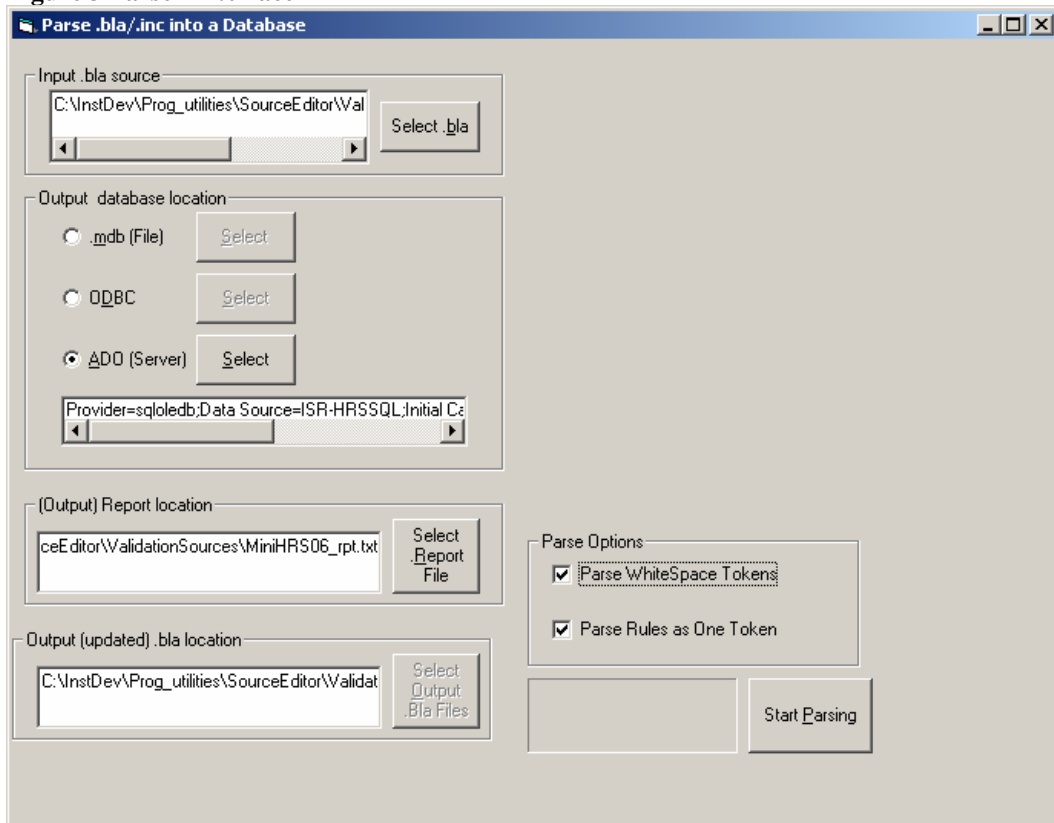 Parse .bla/.inc into a Database
Input .bla source
C:\InstDev\Prog_utilities\SourceEditor\Val
Select .bla
Output database location
.mdb (File)
Select
ODBC
Select
ADO (Server)
Select
Provider=sqloledb;Data Source=ISR-HRSSQL;Initial Ca
(Output) Report location
ceEditor\ValidationSources\MiniHRS06_rpt.txt
Select
.Report
File
Parse Options
Parse WhiteSpace Tokens
Parse Rules as One Token
Output (updated) .bla location
C:\InstDev\Prog_utilities\SourceEditor\Validat
Select
Output
.Bla Files
Start Parsing